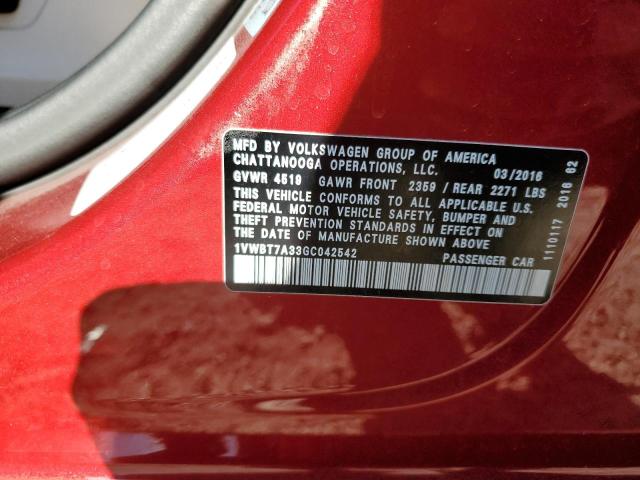 MFD BY VOLKSWAGEN GROUP OF AMERICA
CHATTANOOGA OPERATIONS, LLC. 03/2016
GVWR 4519 GAWR FRONT 2359 / REAR 2271 LBS
THIS VEHICLE CONFORMS TO ALL APPLICABLE U.S.
FEDERAL MOTOR VEHICLE SAFETY, BUMPER AND
THEFT PREVENTION STANDARDS IN EFFECT ON
THE DATE OF MANUFACTURE SHOWN ABOVE
1VWBT7A33GC042542 PASSENGER CAR
1110117 2016 62